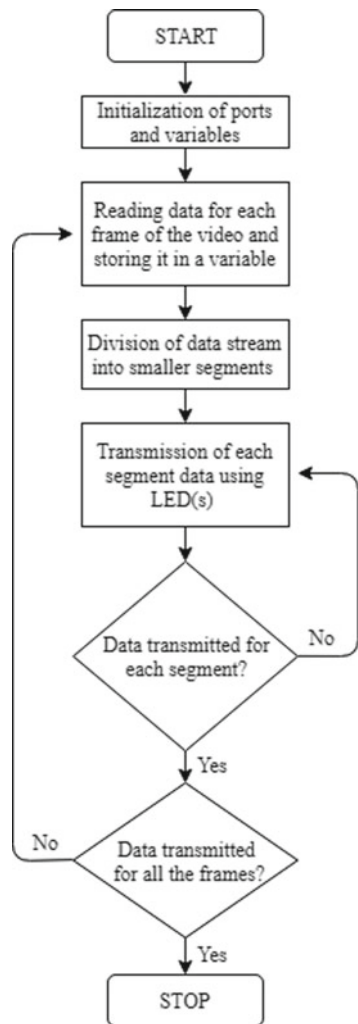 START
Initialization of ports
and variables
Reading data for each
frame of the video and
storing it in a variable
Division of data stream
into smaller segments
Transmission of each
segment data using
LED(s)
Data transmitted for
each segment?
No
Yes
Data transmitted
for all the frames?
No
Yes
STOP